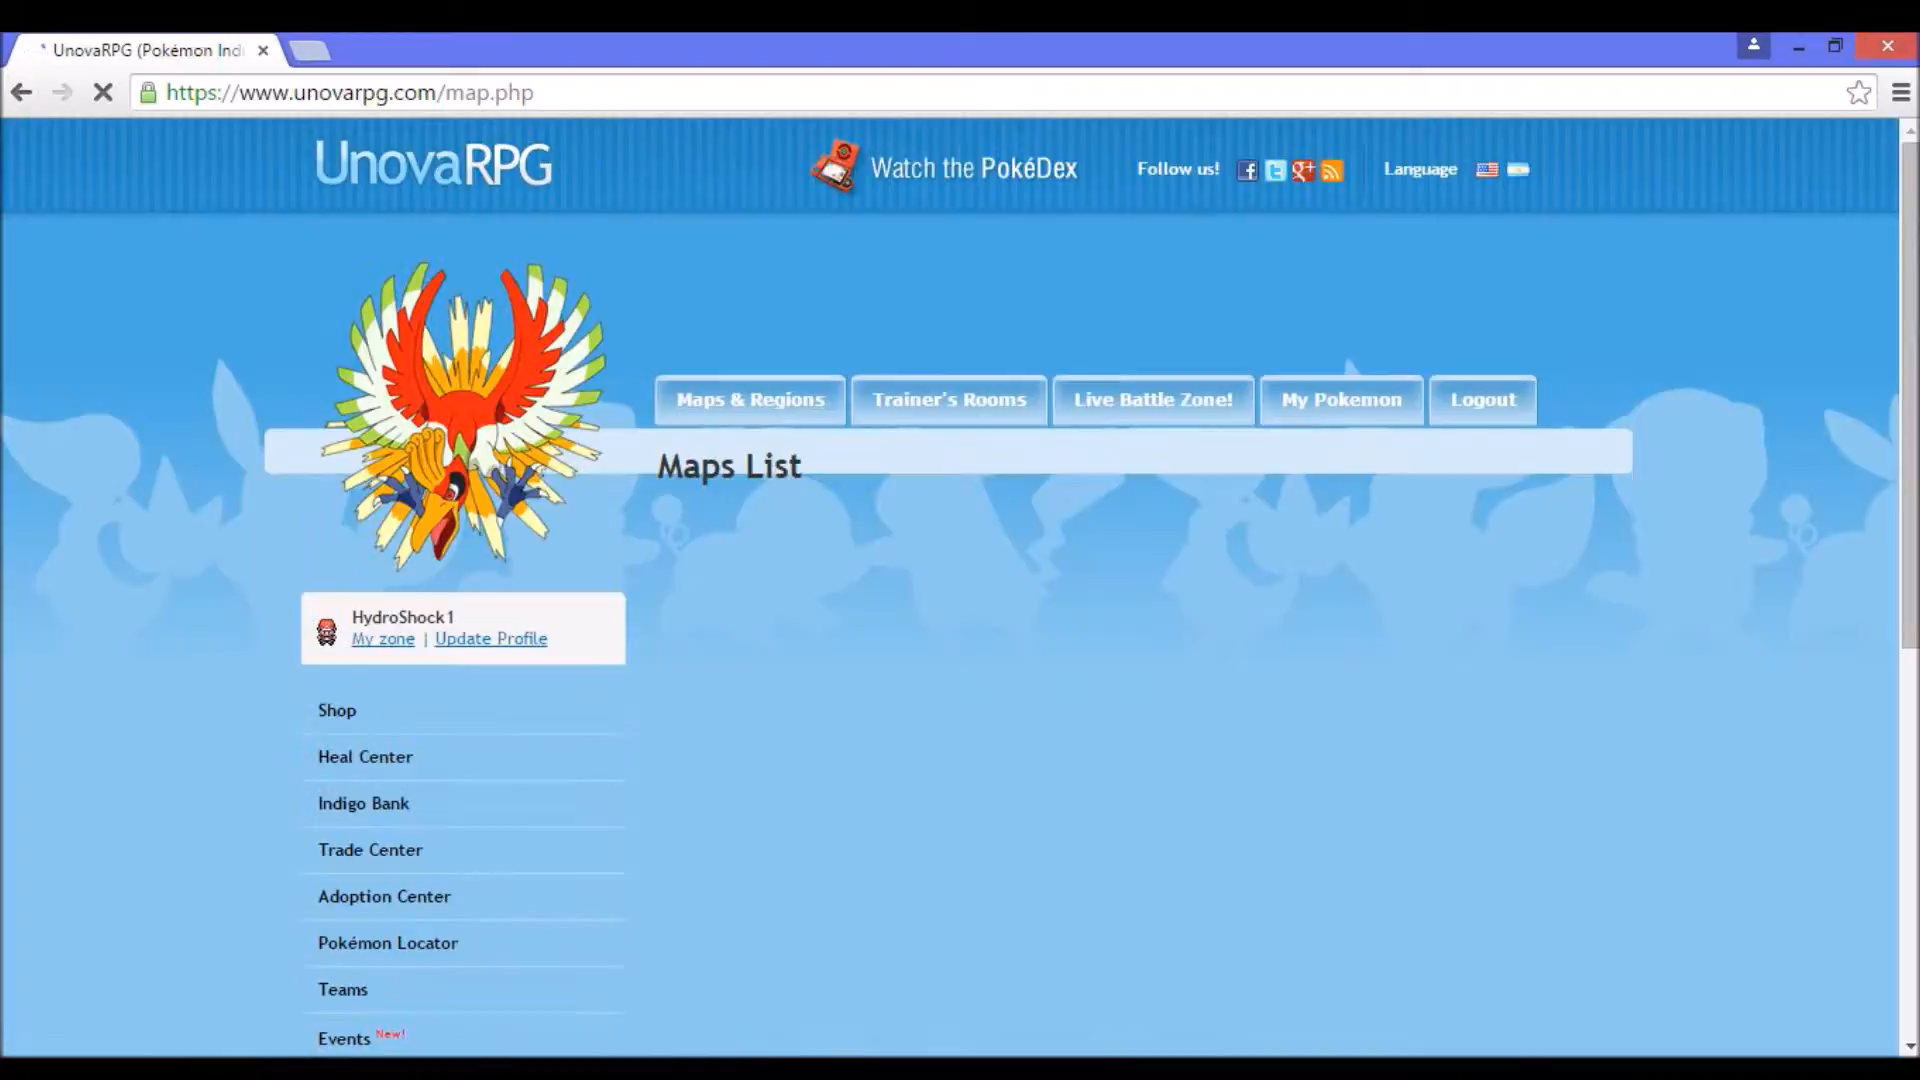 UnovaRPG (Pokémon Ind
https://www.unovarpg.com/map.php
UnovaRPG
Watch the PokéDex
Follow us!
Language
Maps & Regions
Trainer's Rooms
Live Battle Zone!
My Pokemon
Logout
Maps List
HydroShock1
My zone | Update Profile
Shop
Heal Center
Indigo Bank
Trade Center
Adoption Center
Pokémon Locator
Teams
Events New!